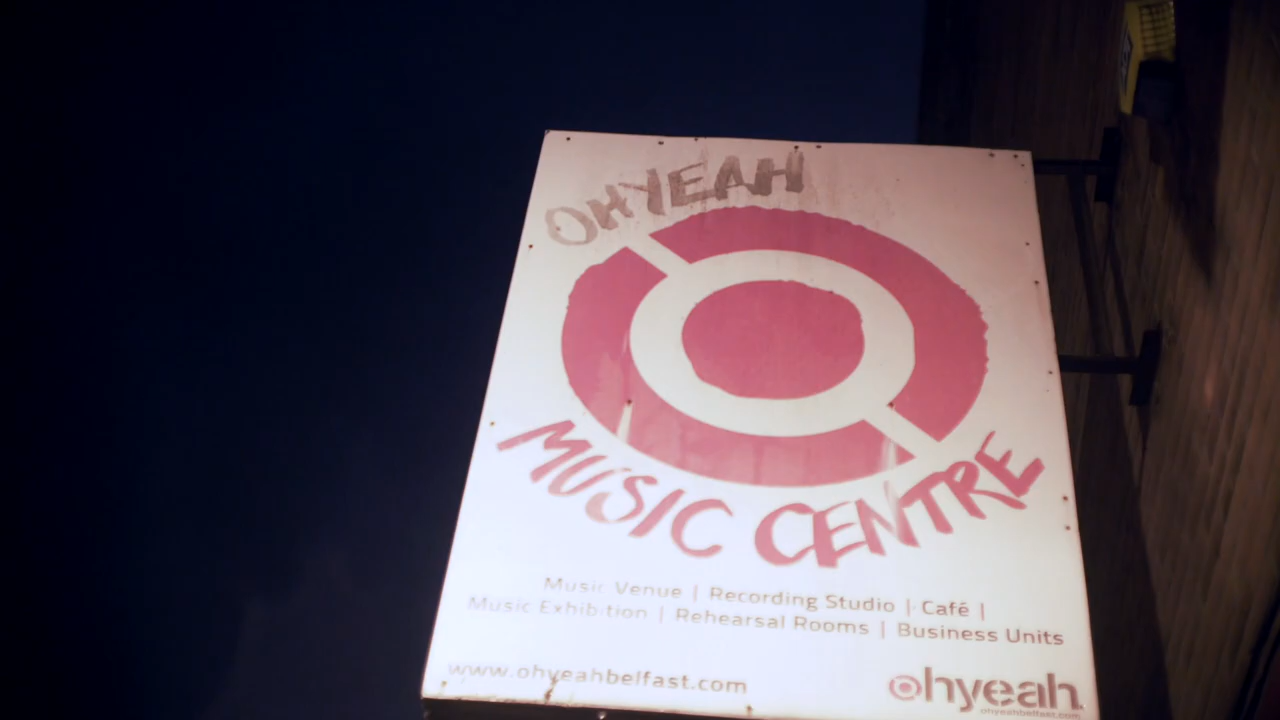 OHYEAH
MUSIC CENTRE
Music Venue | Recording Studio | Café |
Music Exhibition | Rehearsal Rooms | Business Units
www.ohyeahbelfast.com
ohyeah
ohyeahbelfast.com